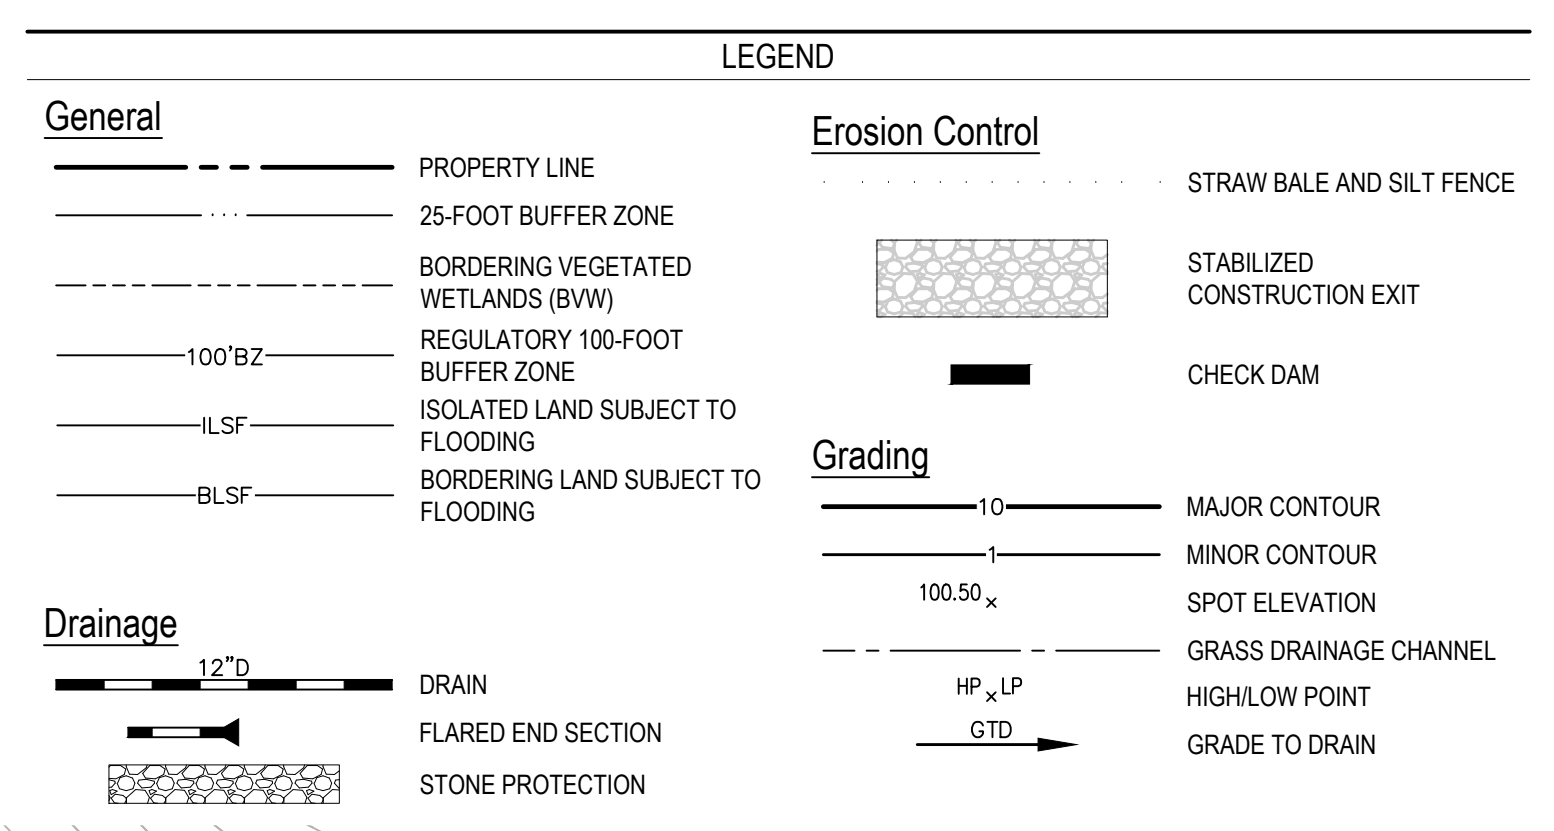 LEGEND
General
PROPERTY LINE
25-FOOT BUFFER ZONE
BORDERING VEGETATED
WETLANDS (BVW)
100'BZ
REGULATORY 100-FOOT
BUFFER ZONE
ILSF
ISOLATED LAND SUBJECT TO
FLOODING
BLSF
BORDERING LAND SUBJECT TO
FLOODING
Drainage
12"D
DRAIN
FLARED END SECTION
STONE PROTECTION
Erosion Control
STRAW BALE AND SILT FENCE
STABILIZED
CONSTRUCTION EXIT
CHECK DAM
Grading
10
MAJOR CONTOUR
1
MINOR CONTOUR
100.50 x
SPOT ELEVATION
GRASS DRAINAGE CHANNEL
HP x LP
HIGH/LOW POINT
GTD
GRADE TO DRAIN